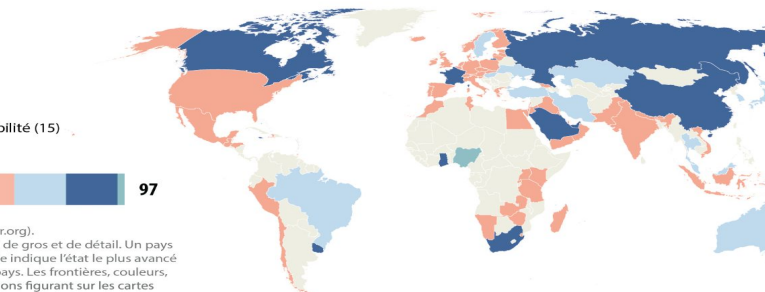 bilité (15)
97
r.org).
de gros et de détail. Un pays
e indique l'état le plus avancé
pays. Les frontières, couleurs,
ons figurant sur les cartes